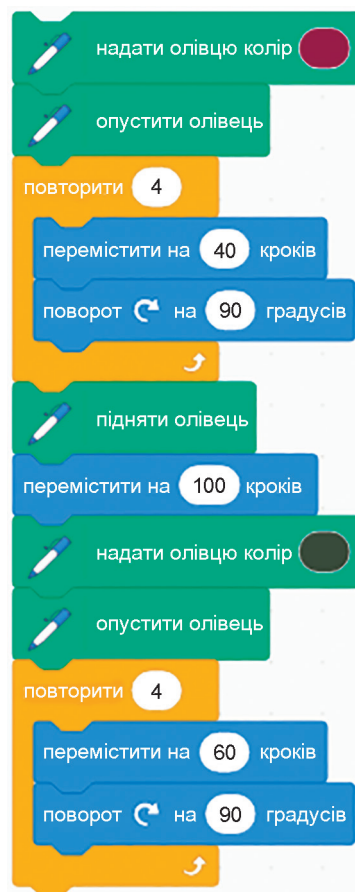 надати олівцю колір
опустити олівець
повторити 4
перемістити на 40 кроків
поворот на 90 градусів
підняти олівець
перемістити на 100 кроків
надати олівцю колір
опустити олівець
повторити 4
перемістити на 60 кроків
поворот на 90 градусів